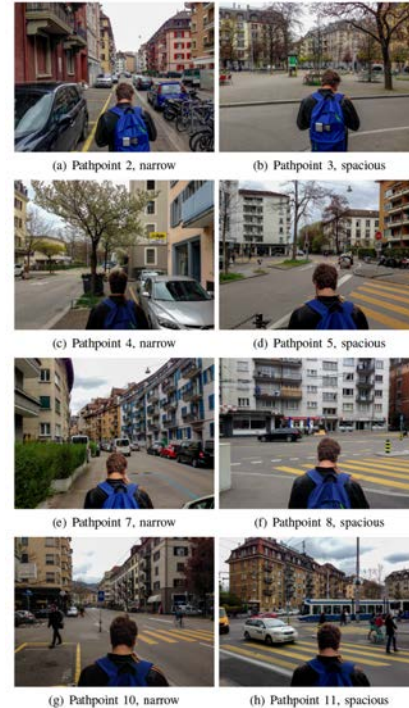 (a) Pathpoint 2, narrow
(b) Pathpoint 3, spacious
(c) Pathpoint 4, narrow
(d) Pathpoint 5, spacious
(e) Pathpoint 7, narrow
(f) Pathpoint 8, spacious
(g) Pathpoint 10, narrow
(h) Pathpoint 11, spacious